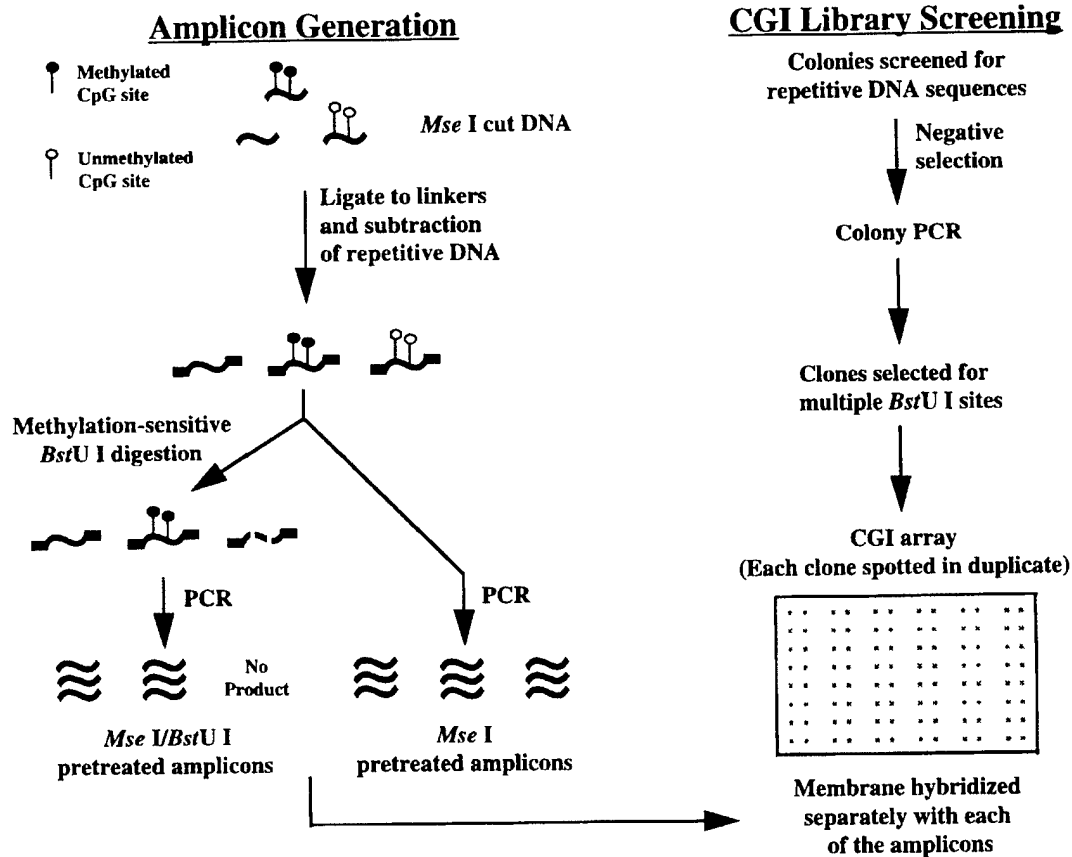 Amplicon Generation
Methylated
CpG site
Unmethylated
CpG site
Mse I cut DNA
Ligate to linkers
and subtraction
of repetitive DNA
Methylation-sensitive
BstU I digestion
PCR
PCR
No
Product
Mse I/BstU I
pretreated amplicons
Mse I
pretreated amplicons
CGI Library Screening
Colonies screened for
repetitive DNA sequences
Negative
selection
Colony PCR
Clones selected for
multiple BstU I sites
CGI array
(Each clone spotted in duplicate)
Membrane hybridized
separately with each
of the amplicons